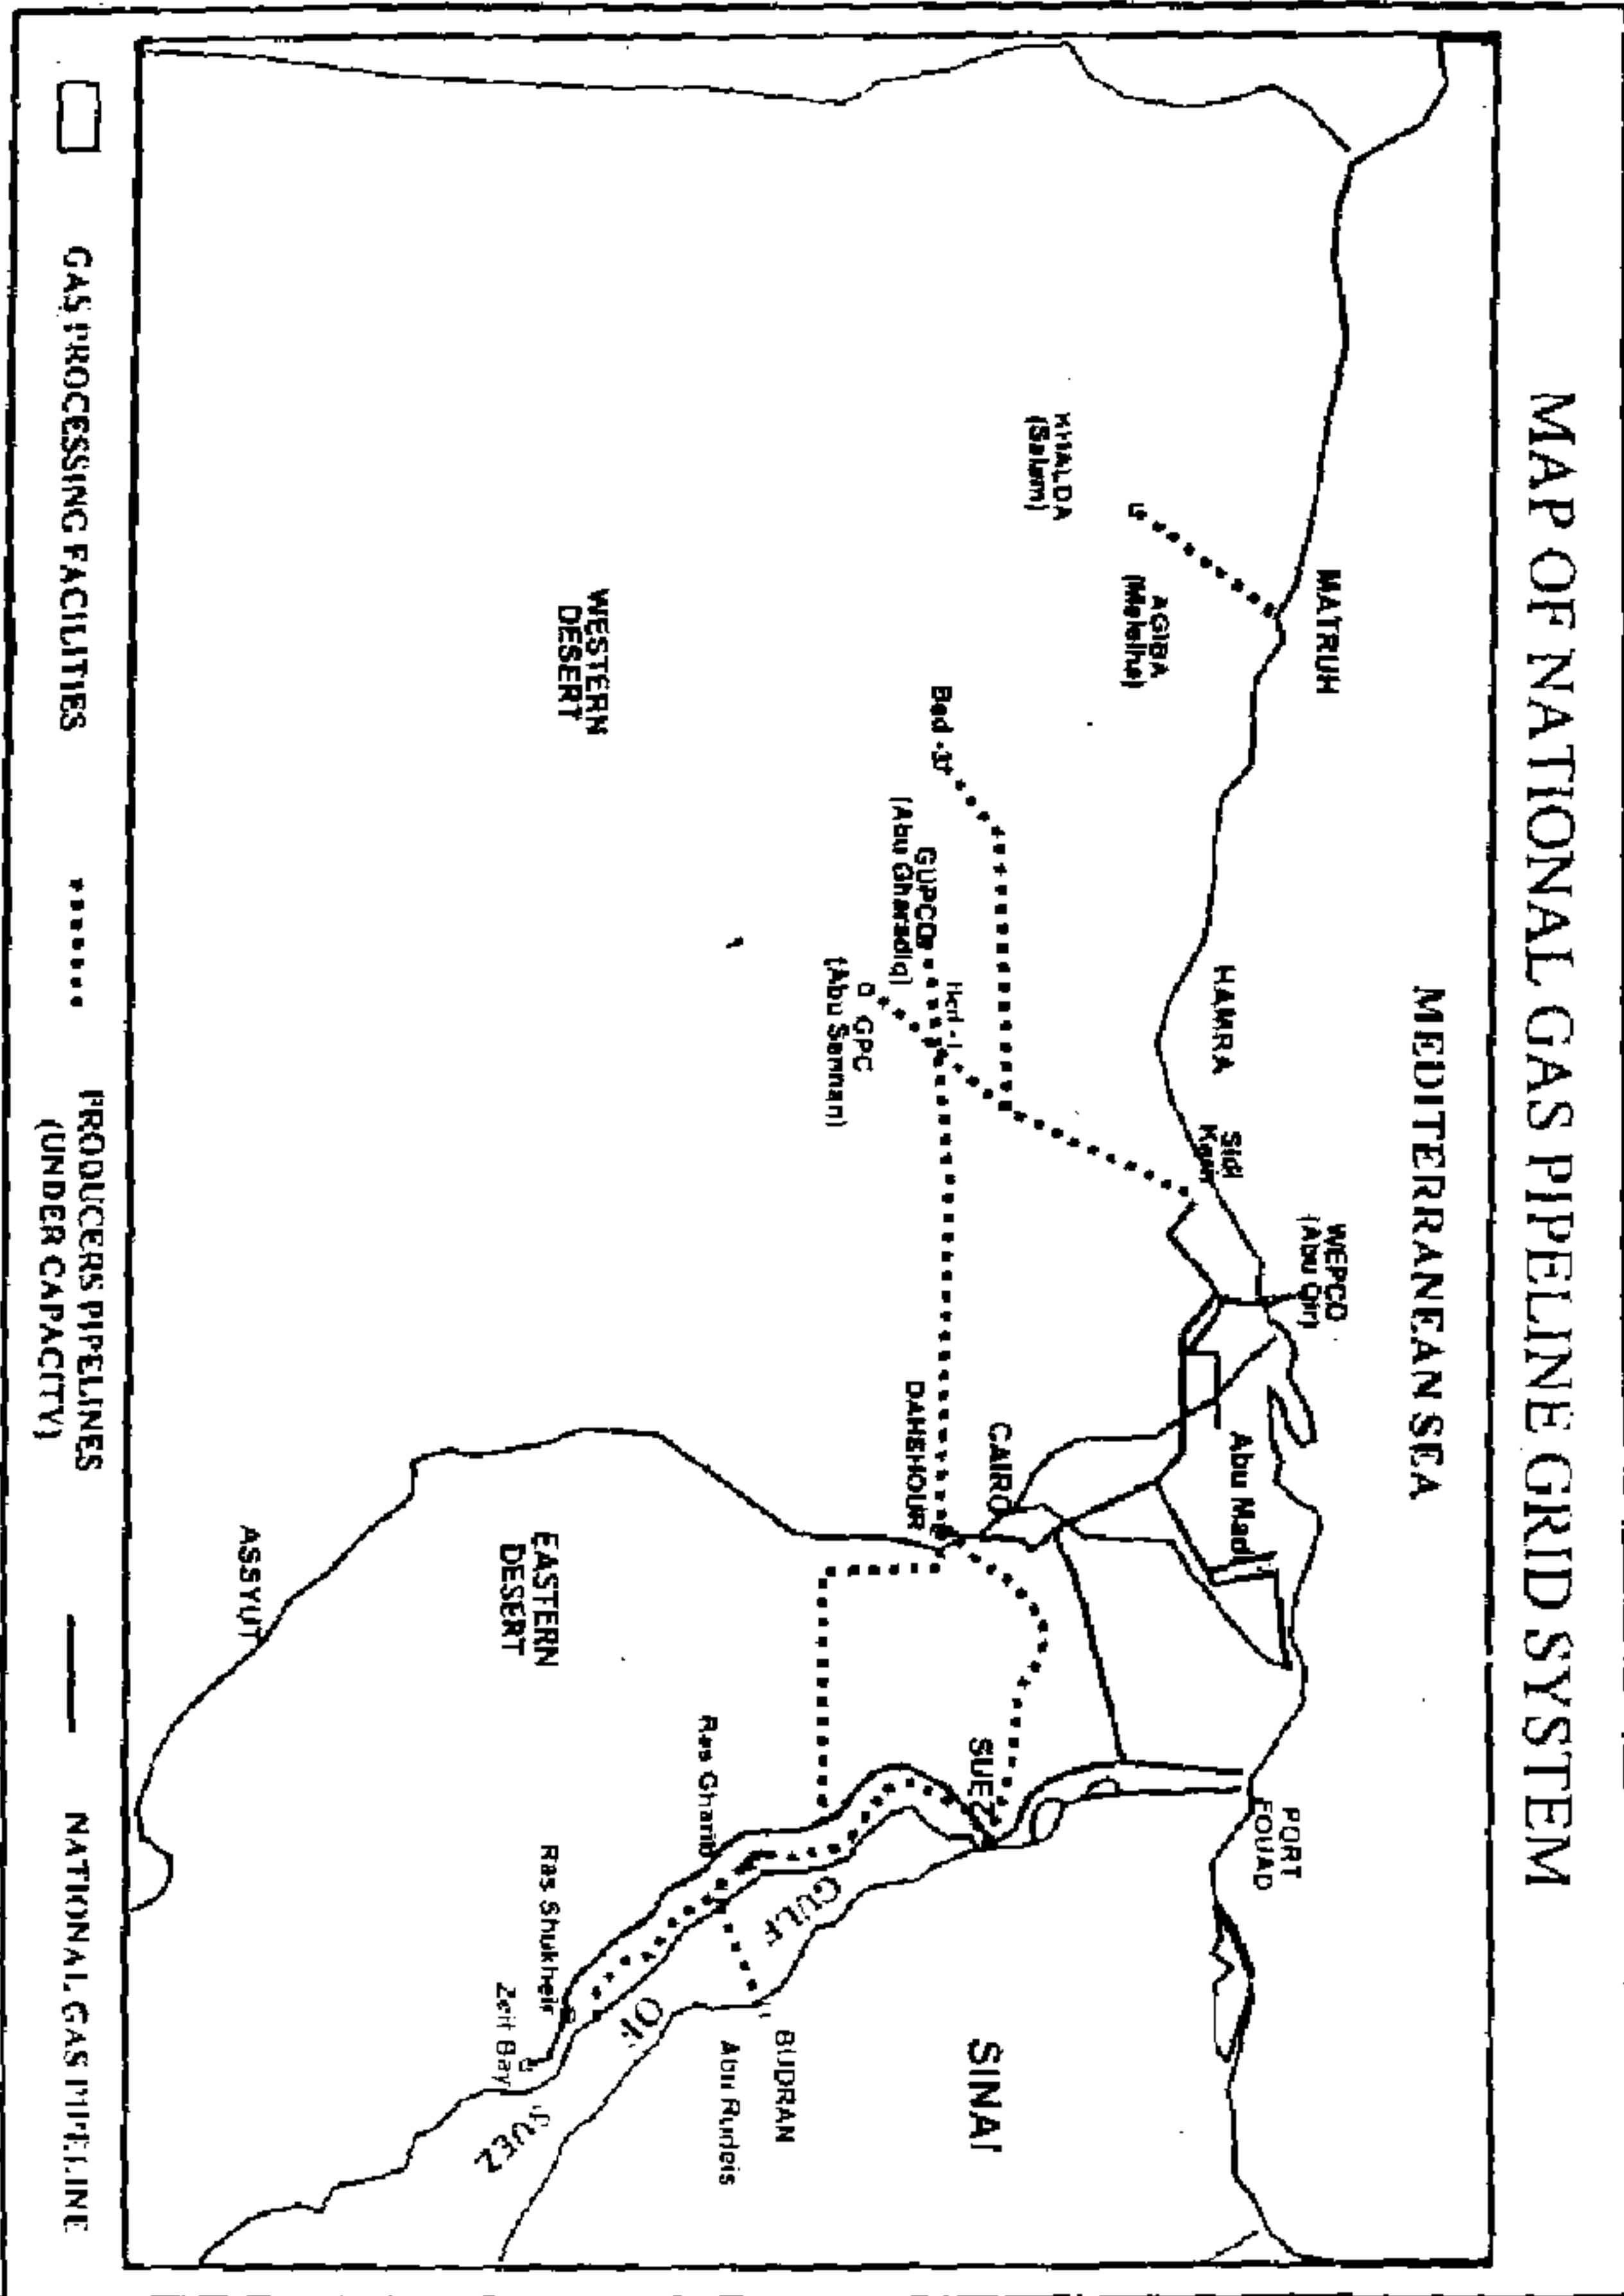 MAP OF NATIONAL GAS PIPELINE GRID SYSTEM
MEDITERRANEAN SEA
MATRUH
HAMRA
Sidi
Kerir
WEPCO
(Abu Qir)
Abu Madi
PORT
FOUAD
KHALDA
(Salam)
AGIBA
(Meleiha)
Bed -3
GUPCO
(Abu Gharadiq)
GPC
(Abu Sennan)
CAIRO
DAHSHOUR
SUEZ
SINAI
WESTERN
DESERT
EASTERN
DESERT
ASSYUT
Ras Gharib
Ras Shukheir
Zeit Bay
GULF
OF
SUEZ
BUDRAN
Abu Rudeis
GAS PROCESSING FACILITIES
PRODUCERS PIPELINES
(UNDER CAPACITY)
NATIONAL GAS PIPELINE